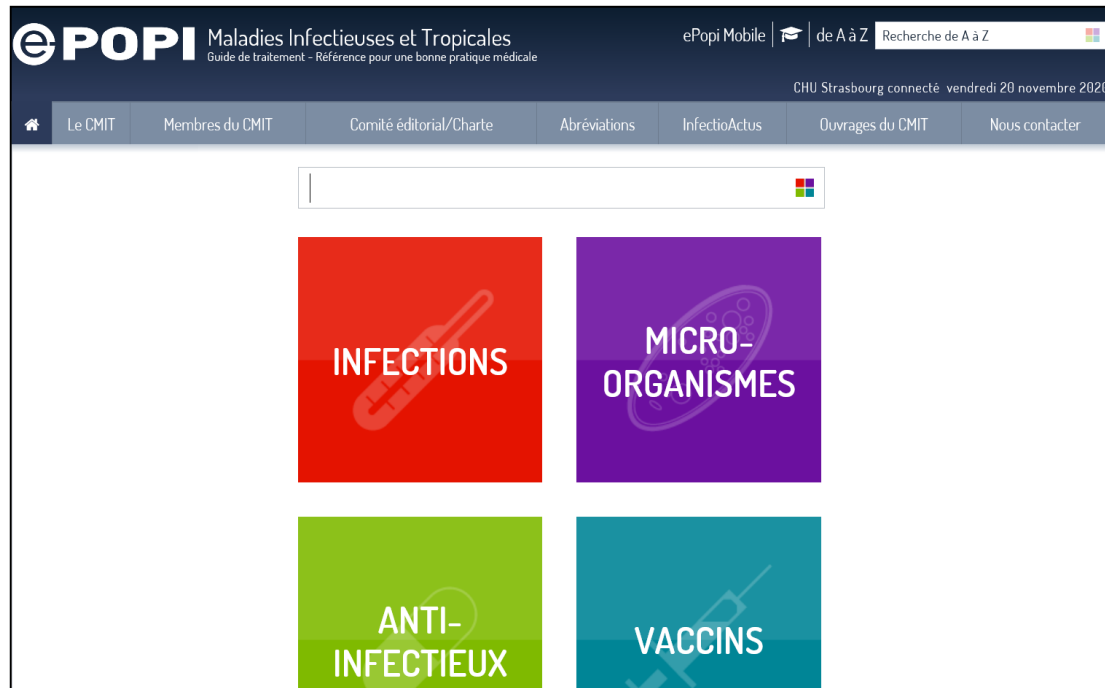 ePOPI
Maladies Infectieuses et Tropicales
Guide de traitement - Référence pour une bonne pratique médicale
ePopi Mobile
de A à Z
Recherche de A à Z
CHU Strasbourg connecté vendredi 20 novembre 2020
Le CMIT
Membres du CMIT
Comité éditorial/Charte
Abréviations
InfectioActus
Ouvrages du CMIT
Nous contacter
INFECTIONS
MICRO-
ORGANISMES
ANTI-
INFECTIEUX
VACCINS